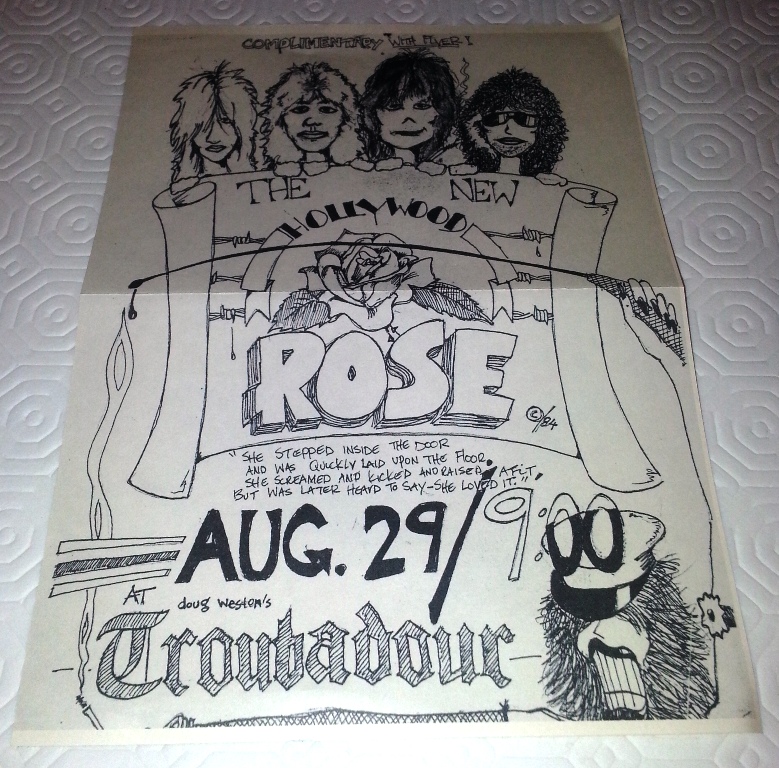 COMPLIMENTARY WITH FLYER!
THE NEW
HOLLYWOOD
ROSE
©/84
"SHE STEPPED INSIDE THE DOOR
AND WAS QUICKLY LAID UPON THE FLOOR.
SHE SCREAMED AND KICKED AND RAISED A FIT,
BUT WAS LATER HEARD TO SAY-SHE LOVED IT.",
AUG. 29/9:00
AT doug weston's
Troubadour